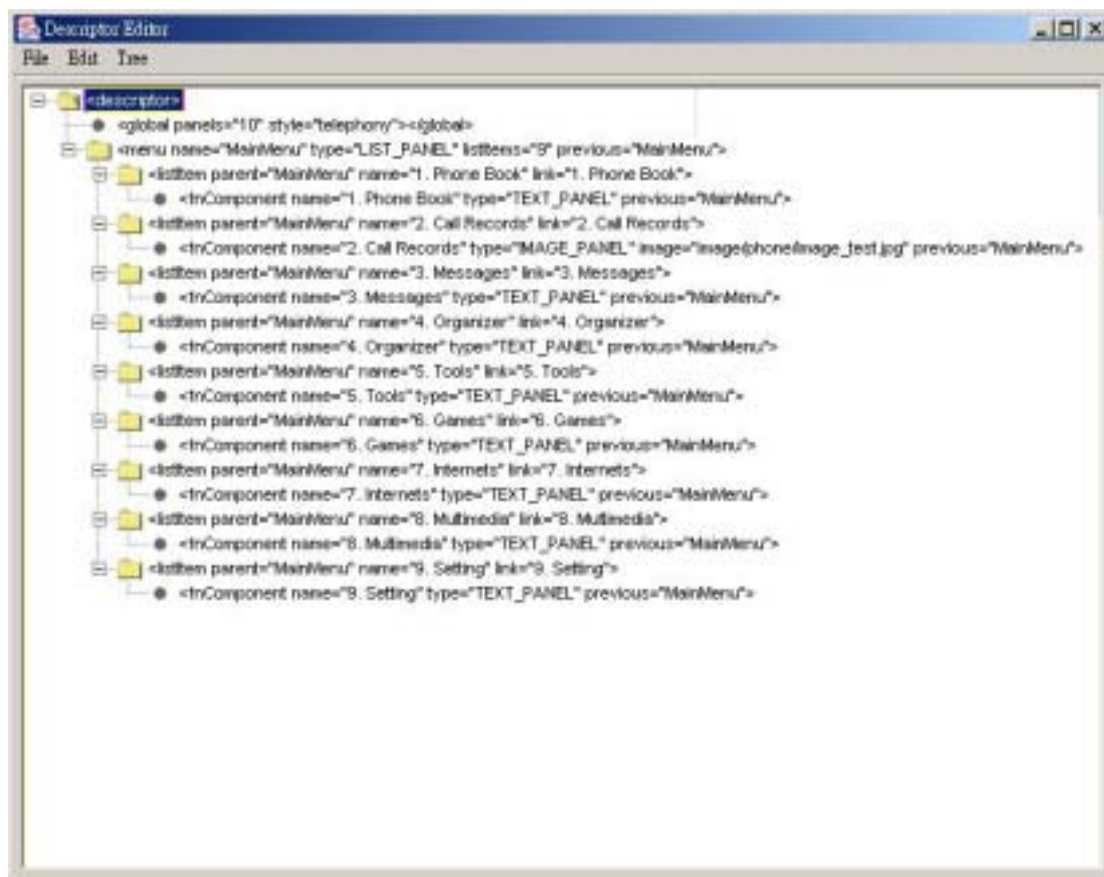 Descriptor Editor
File Edit Tree
<descriptor>
<global panels="10" style="telephony"></global>
<menu name="MainMenu" type="LIST_PANEL" listItems="9" previous="MainMenu">
<listItem parent="MainMenu" name="1. Phone Book" link="1. Phone Book">
<fnComponent name="1. Phone Book" type="TEXT_PANEL" previous="MainMenu">
<listItem parent="MainMenu" name="2. Call Records" link="2. Call Records">
<fnComponent name="2. Call Records" type="IMAGE_PANEL" image="image/phone/image_test.jpg" previous="MainMenu">
<listItem parent="MainMenu" name="3. Messages" link="3. Messages">
<fnComponent name="3. Messages" type="TEXT_PANEL" previous="MainMenu">
<listItem parent="MainMenu" name="4. Organizer" link="4. Organizer">
<fnComponent name="4. Organizer" type="TEXT_PANEL" previous="MainMenu">
<listItem parent="MainMenu" name="5. Tools" link="5. Tools">
<fnComponent name="5. Tools" type="TEXT_PANEL" previous="MainMenu">
<listItem parent="MainMenu" name="6. Games" link="6. Games">
<fnComponent name="6. Games" type="TEXT_PANEL" previous="MainMenu">
<listItem parent="MainMenu" name="7. Internets" link="7. Internets">
<fnComponent name="7. Internets" type="TEXT_PANEL" previous="MainMenu">
<listItem parent="MainMenu" name="8. Multimedia" link="8. Multimedia">
<fnComponent name="8. Multimedia" type="TEXT_PANEL" previous="MainMenu">
<listItem parent="MainMenu" name="9. Setting" link="9. Setting">
<fnComponent name="9. Setting" type="TEXT_PANEL" previous="MainMenu">